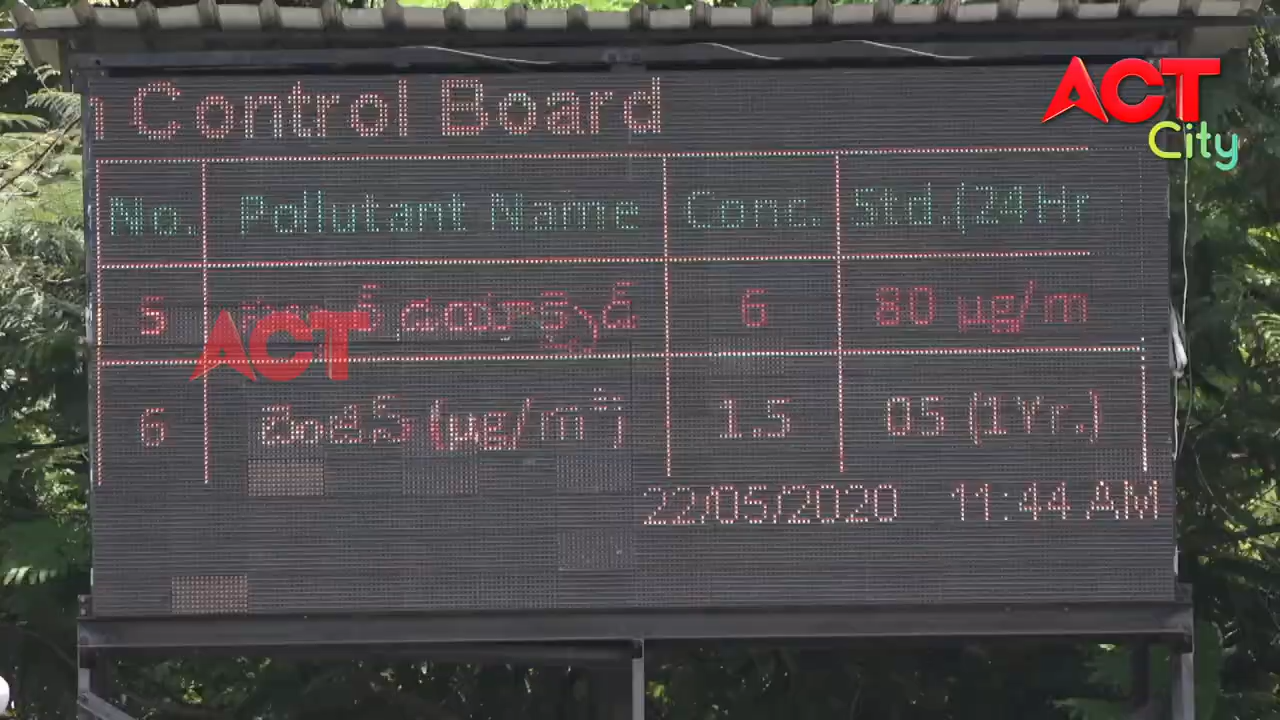 ACT
City
n Control Board
No. Pollutant Name Conc. Std.(24Hr
5 6 80 µg/m
ACT
6 (µg/m³) 1.5 05 (1Yr.)
22/05/2020 11:44 AM